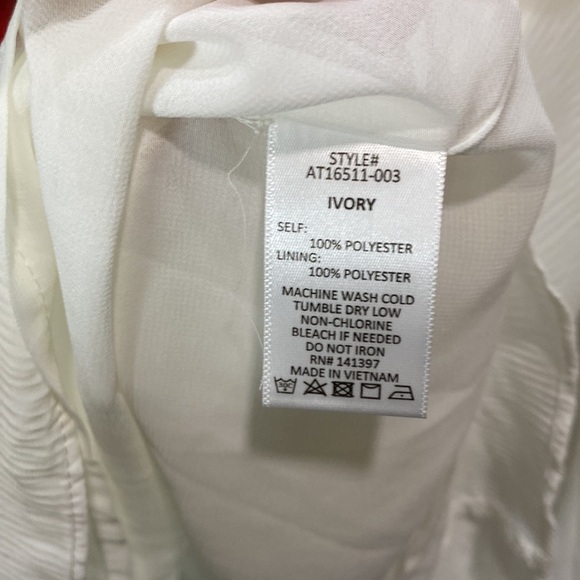 STYLE#
AT16511-003
IVORY
SELF:
100% POLYESTER
LINING:
100% POLYESTER
MACHINE WASH COLD
TUMBLE DRY LOW
NON-CHLORINE
BLEACH IF NEEDED
DO NOT IRON
RN# 141397
MADE IN VIETNAM